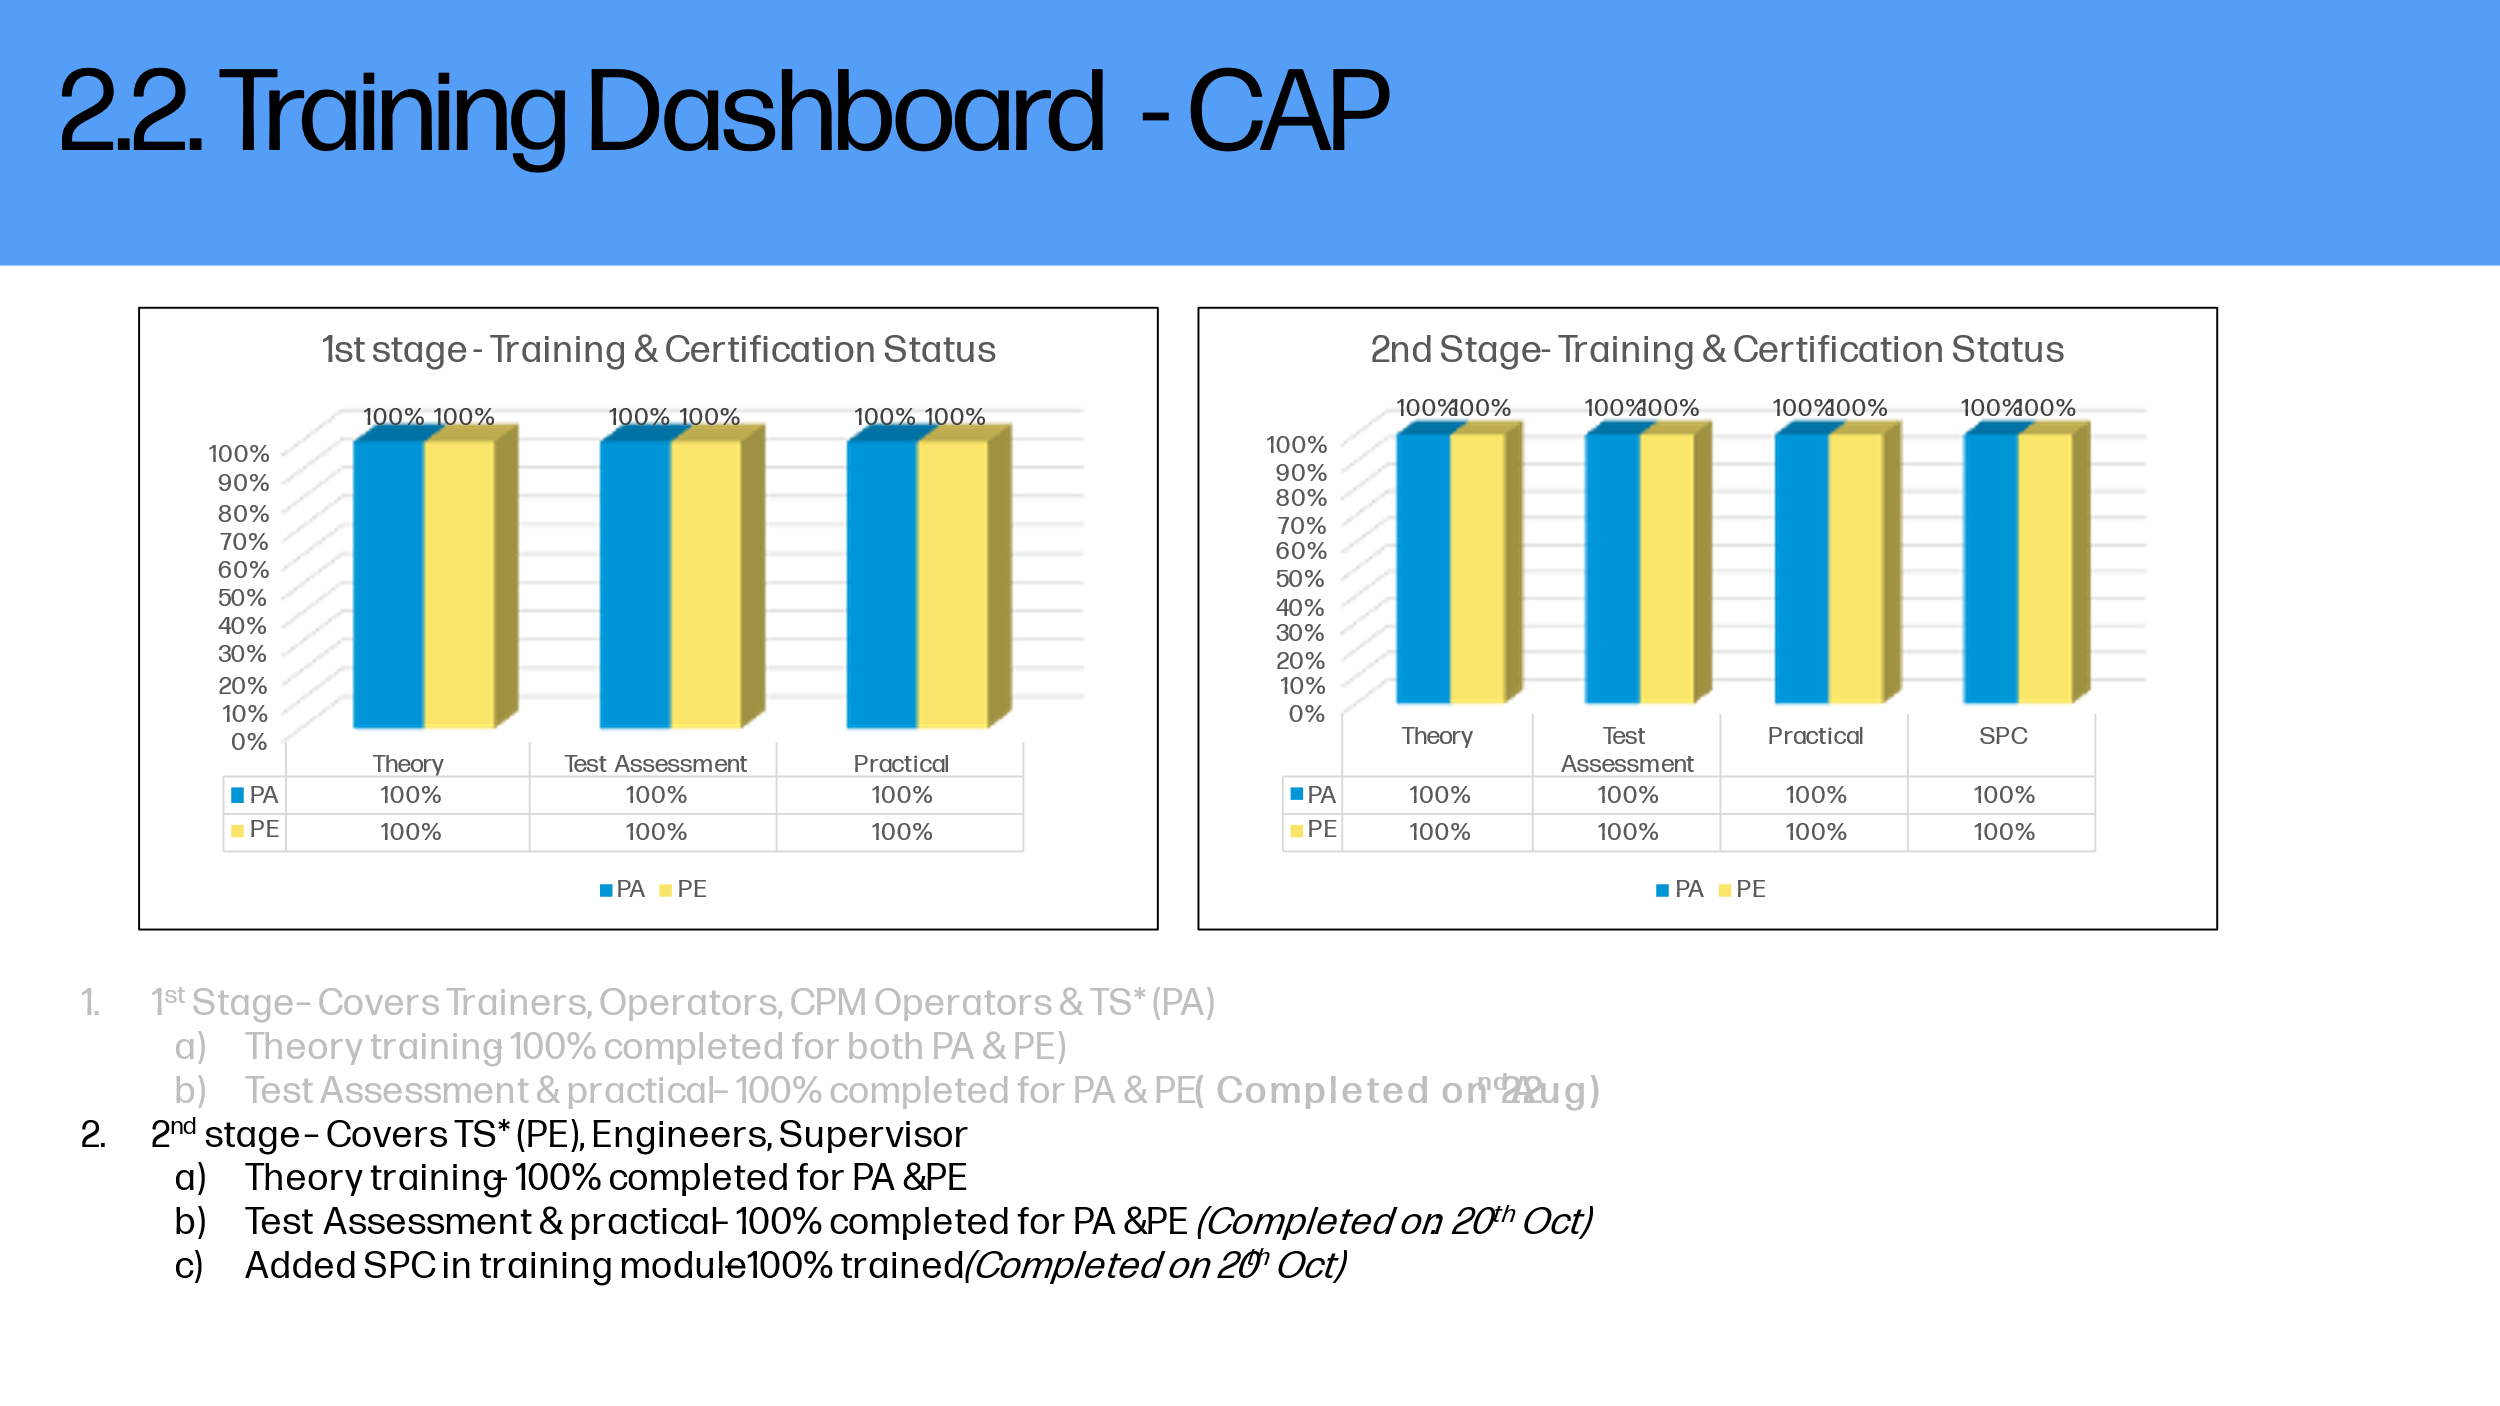 2.2. Training Dashboard - CAP
1st stage - Training & Certification Status
100% 100% 100% 100% 100% 100%
100%
90%
80%
70%
60%
50%
40%
30%
20%
10%
0%
Theory Test Assessment Practical
PA 100% 100% 100%
PE 100% 100% 100%
PA PE
2nd Stage- Training & Certification Status
100% 100% 100% 100% 100% 100% 100% 100%
100%
90%
80%
70%
60%
50%
40%
30%
20%
10%
0%
Theory Test Practical SPC
Assessment
PA 100% 100% 100% 100%
PE 100% 100% 100% 100%
PA PE
1. 1st Stage– Covers Trainers, Operators, CPM Operators & TS* (PA)
a) Theory training- 100% completed for both PA & PE)
b) Test Assessment & practical– 100% completed for PA & PE( Completed on 22nd Aug)
2. 2nd stage – Covers TS* (PE), Engineers, Supervisor
a) Theory training– 100% completed for PA &PE
b) Test Assessment & practical– 100% completed for PA &PE (Completed on: 20th Oct)
c) Added SPC in training module–100% trained(Completed on 20th Oct)